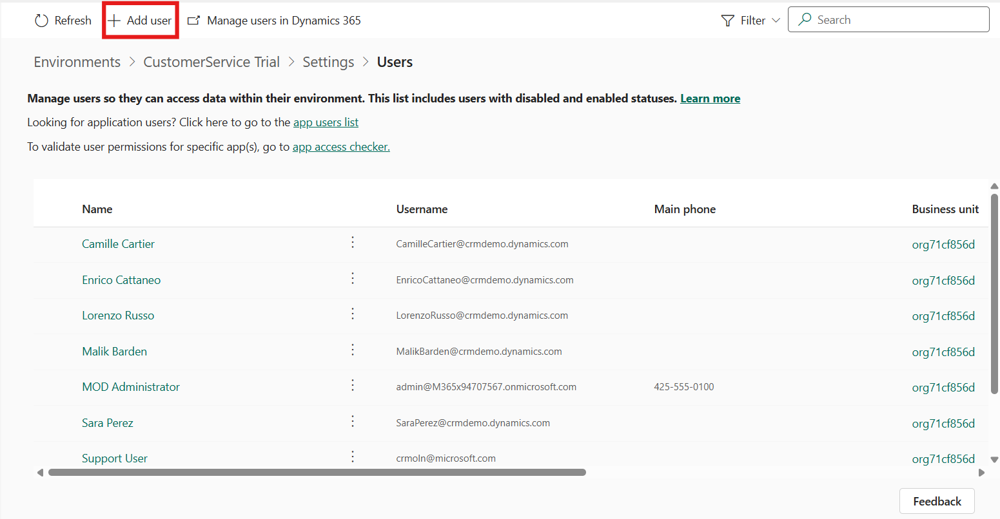 Refresh Add user Manage users in Dynamics 365 Filter Search
Environments > CustomerService Trial > Settings > Users
Manage users so they can access data within their environment. This list includes users with disabled and enabled statuses. Learn more
Looking for application users? Click here to go to the app users list
To validate user permissions for specific app(s), go to app access checker.
Name Username Main phone Business unit
Camille Cartier CamilleCartier@crmdemo.dynamics.com org71cf856d
Enrico Cattaneo EnricoCattaneo@crmdemo.dynamics.com org71cf856d
Lorenzo Russo LorenzoRusso@crmdemo.dynamics.com org71cf856d
Malik Barden MalikBarden@crmdemo.dynamics.com org71cf856d
MOD Administrator admin@M365x94707567.onmicrosoft.com 425-555-0100 org71cf856d
Sara Perez SaraPerez@crmdemo.dynamics.com org71cf856d
Support User crmoln@microsoft.com org71cf856d
Feedback